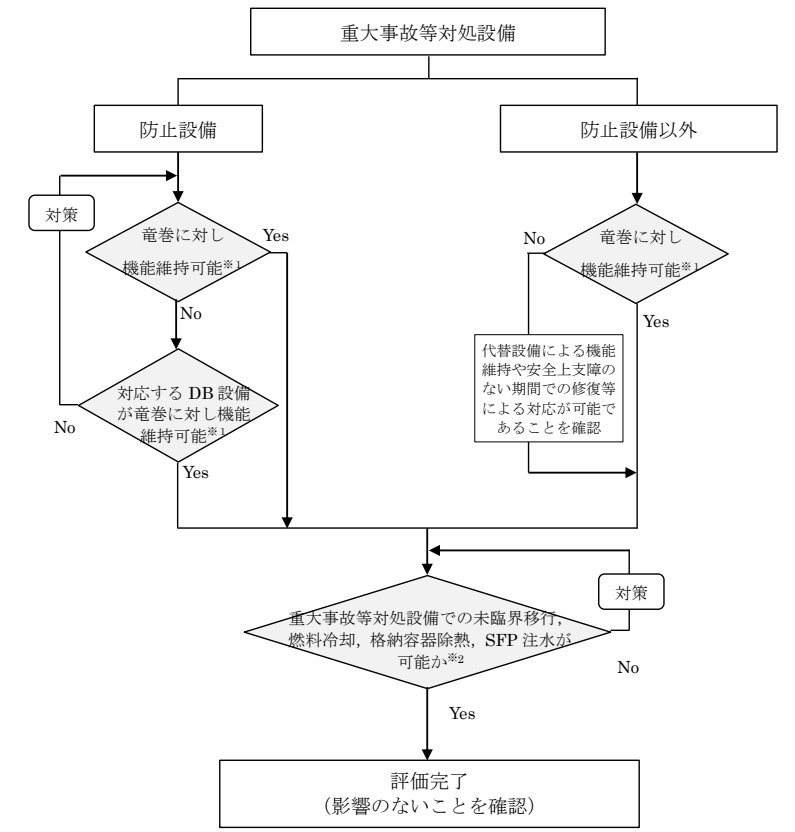 重大事故等対処設備
防止設備
防止設備以外
対策
竜巻に対し
機能維持可能※1
Yes
No
対応する DB 設備
が竜巻に対し機能
維持可能※1
No
Yes
竜巻に対し
機能維持可能※1
No
Yes
代替設備による機能
維持や安全上支障の
ない期間での修復等
による対応が可能で
あることを確認
対策
重大事故等対処設備での未臨界移行,
燃料冷却, 格納容器除熱, SFP 注水が
可能か※2
No
Yes
評価完了
（影響のないことを確認）